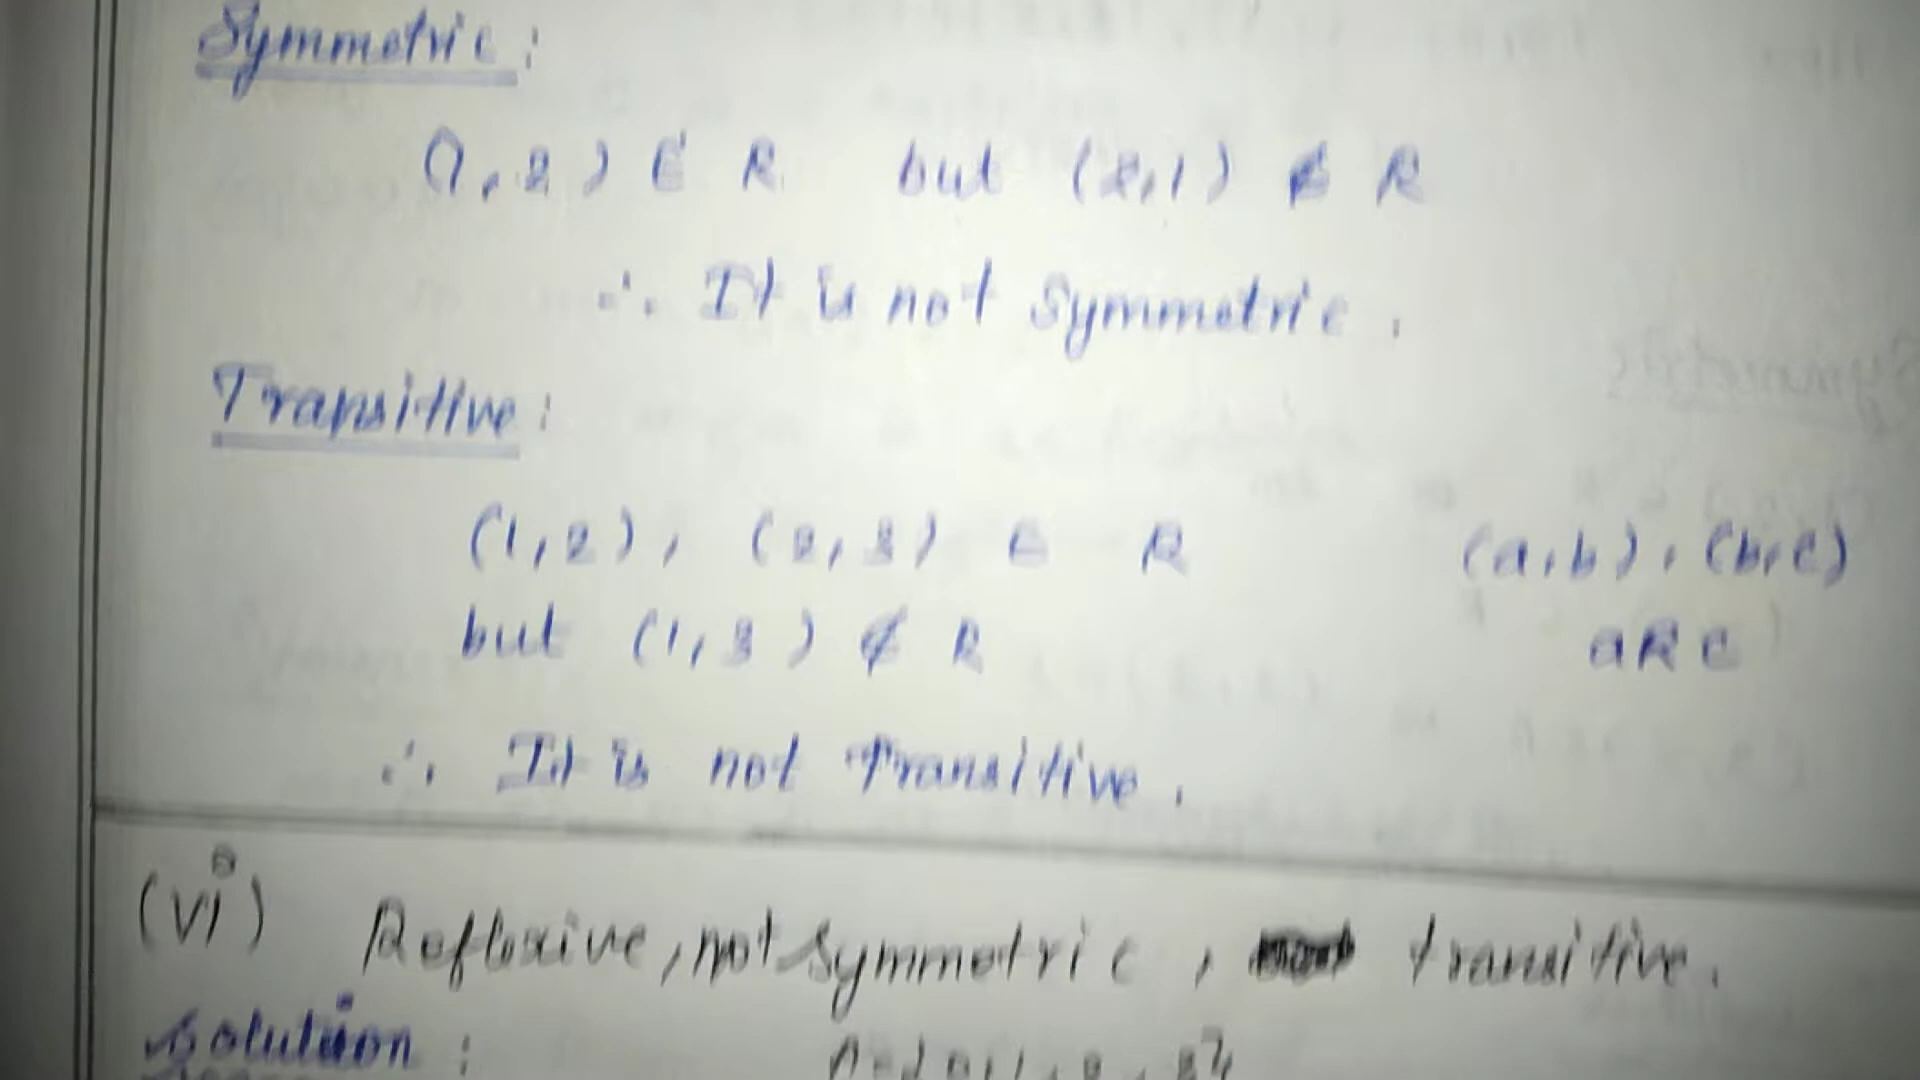 Symmetric :
(1, 2) ∈ R but (2,1) ∉ R
∴ It is not symmetric.
Transitive :
(1,2), (2,3) ∈ R (a,b), (b,c)
but (1,3) ∉ R aRc
∴ It is not Transitive.
(vi) Reflexive, not symmetric, transitive.
Solution :